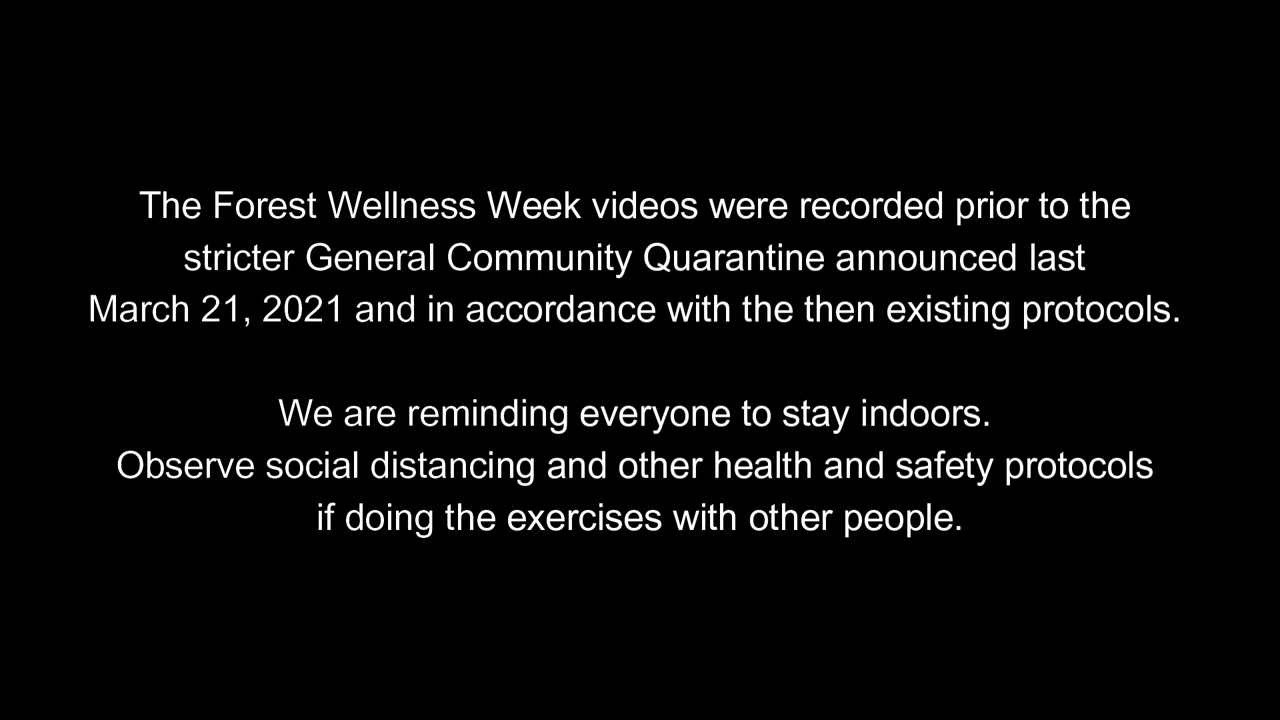 The Forest Wellness Week videos were recorded prior to the
stricter General Community Quarantine announced last
March 21, 2021 and in accordance with the then existing protocols.
We are reminding everyone to stay indoors.
Observe social distancing and other health and safety protocols
if doing the exercises with other people.